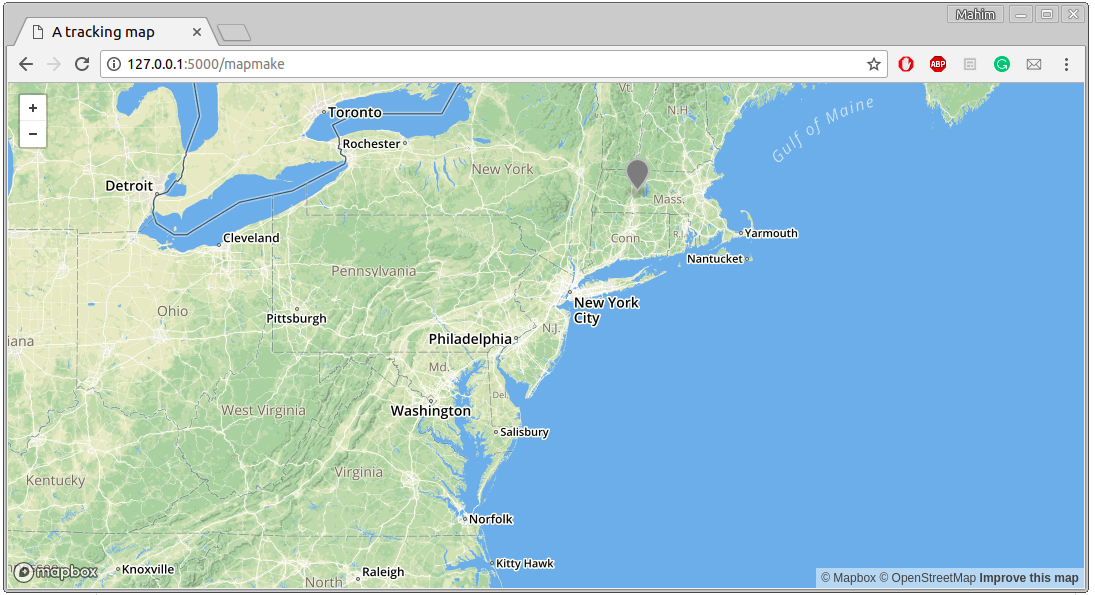 Mahim
A tracking map
127.0.0.1:5000/mapmake
ABP
+
−
Vt.
N.H.
Gulf of Maine
Toronto
Rochester
New York
Detroit
Mass.
Conn.
R.I.
Yarmouth
Cleveland
Nantucket
Pennsylvania
New York
City
Ohio
Pittsburgh
N.J.
iana
Philadelphia
Md.
Del.
West Virginia
Washington
Salisbury
Virginia
Kentucky
Norfolk
Kitty Hawk
Knoxville
Raleigh
North
mapbox
© Mapbox © OpenStreetMap Improve this map